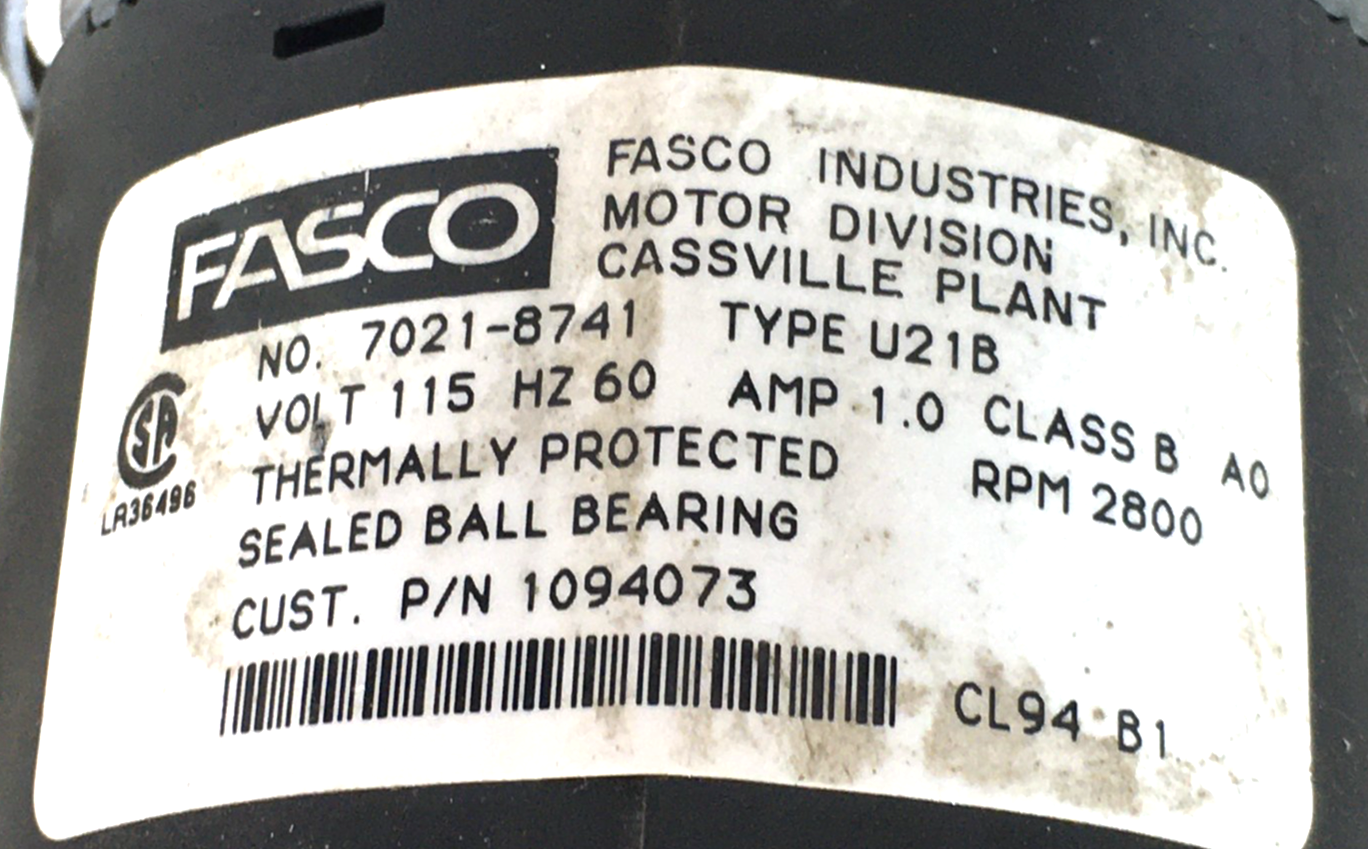 FASCO
FASCO INDUSTRIES, INC.
MOTOR DIVISION
CASSVILLE PLANT
NO. 7021-8741 TYPE U21B
VOLT 115 HZ 60 AMP 1.0 CLASS B A0
THERMALLY PROTECTED RPM 2800
SEALED BALL BEARING
CUST. P/N 1094073
SA
LR36496
CL94 B1